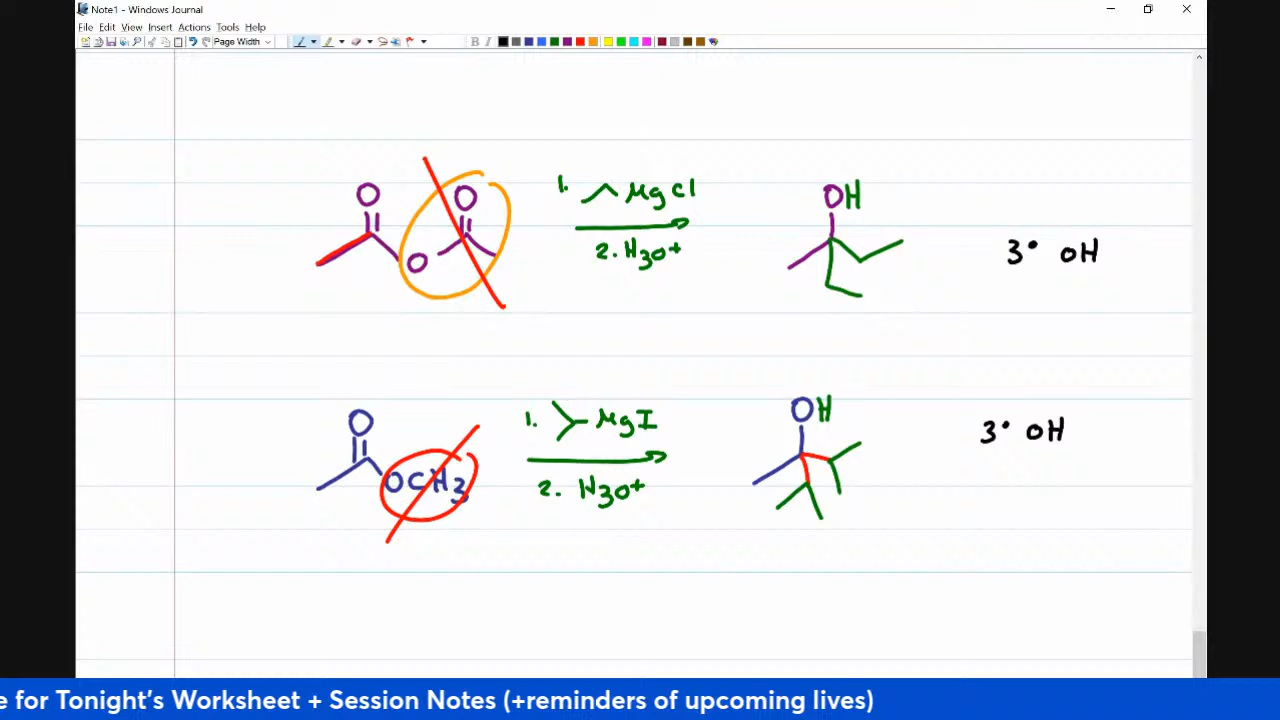 Note1 - Windows Journal
File Edit View Insert Actions Tools Help
Page Width B I
O O 1. MgCl OH
O 2. H3O+ 3° OH
O 1. MgI OH 3° OH
OCH3 2. H3O+
e for Tonight's Worksheet + Session Notes (+reminders of upcoming lives)